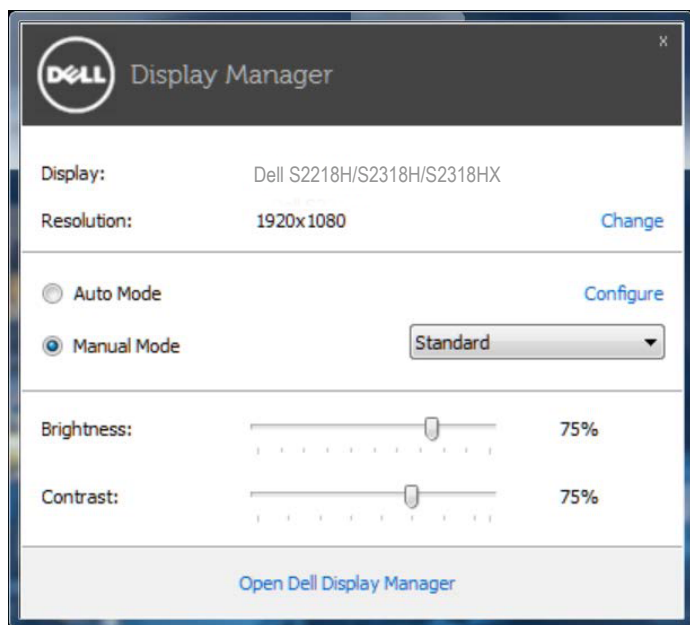 DELL Display Manager
x
Display: Dell S2218H/S2318H/S2318HX
Resolution: 1920x1080 Change
Auto Mode Configure
Manual Mode Standard
Brightness: 75%
Contrast: 75%
Open Dell Display Manager